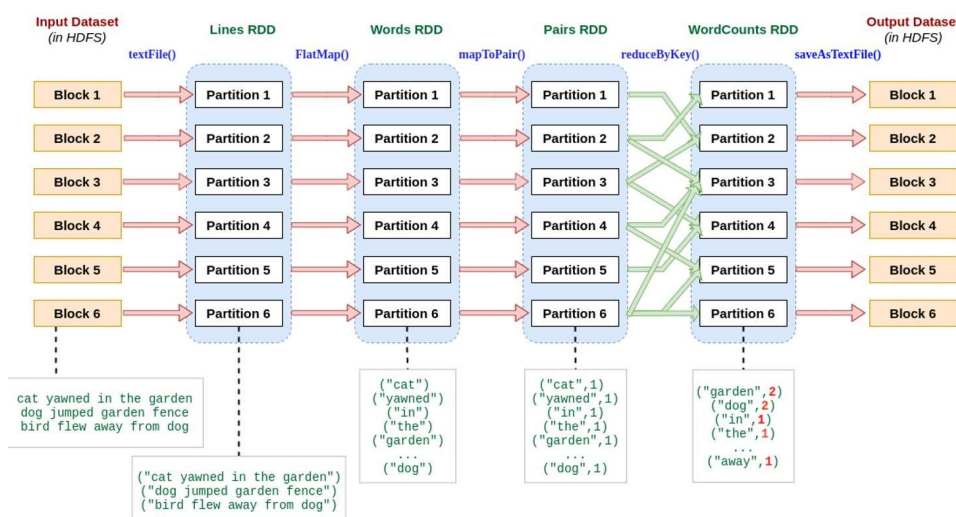 Input Dataset
(in HDFS)
Lines RDD
Words RDD
Pairs RDD
WordCounts RDD
Output Dataset
(in HDFS)
textFile()
FlatMap()
mapToPair()
reduceByKey()
saveAsTextFile()
Block 1
Partition 1
Partition 1
Partition 1
Partition 1
Block 1
Block 2
Partition 2
Partition 2
Partition 2
Partition 2
Block 2
Block 3
Partition 3
Partition 3
Partition 3
Partition 3
Block 3
Block 4
Partition 4
Partition 4
Partition 4
Partition 4
Block 4
Block 5
Partition 5
Partition 5
Partition 5
Partition 5
Block 5
Block 6
Partition 6
Partition 6
Partition 6
Partition 6
Block 6
cat yawned in the garden
dog jumped garden fence
bird flew away from dog
("cat yawned in the garden")
("dog jumped garden fence")
("bird flew away from dog")
("cat")
("yawned")
("in")
("the")
("garden")
...
("dog")
("cat",1)
("yawned",1)
("in",1)
("the",1)
("garden",1)
...
("dog",1)
("garden",2)
("dog",2)
("in",1)
("the",1)
...
("away",1)